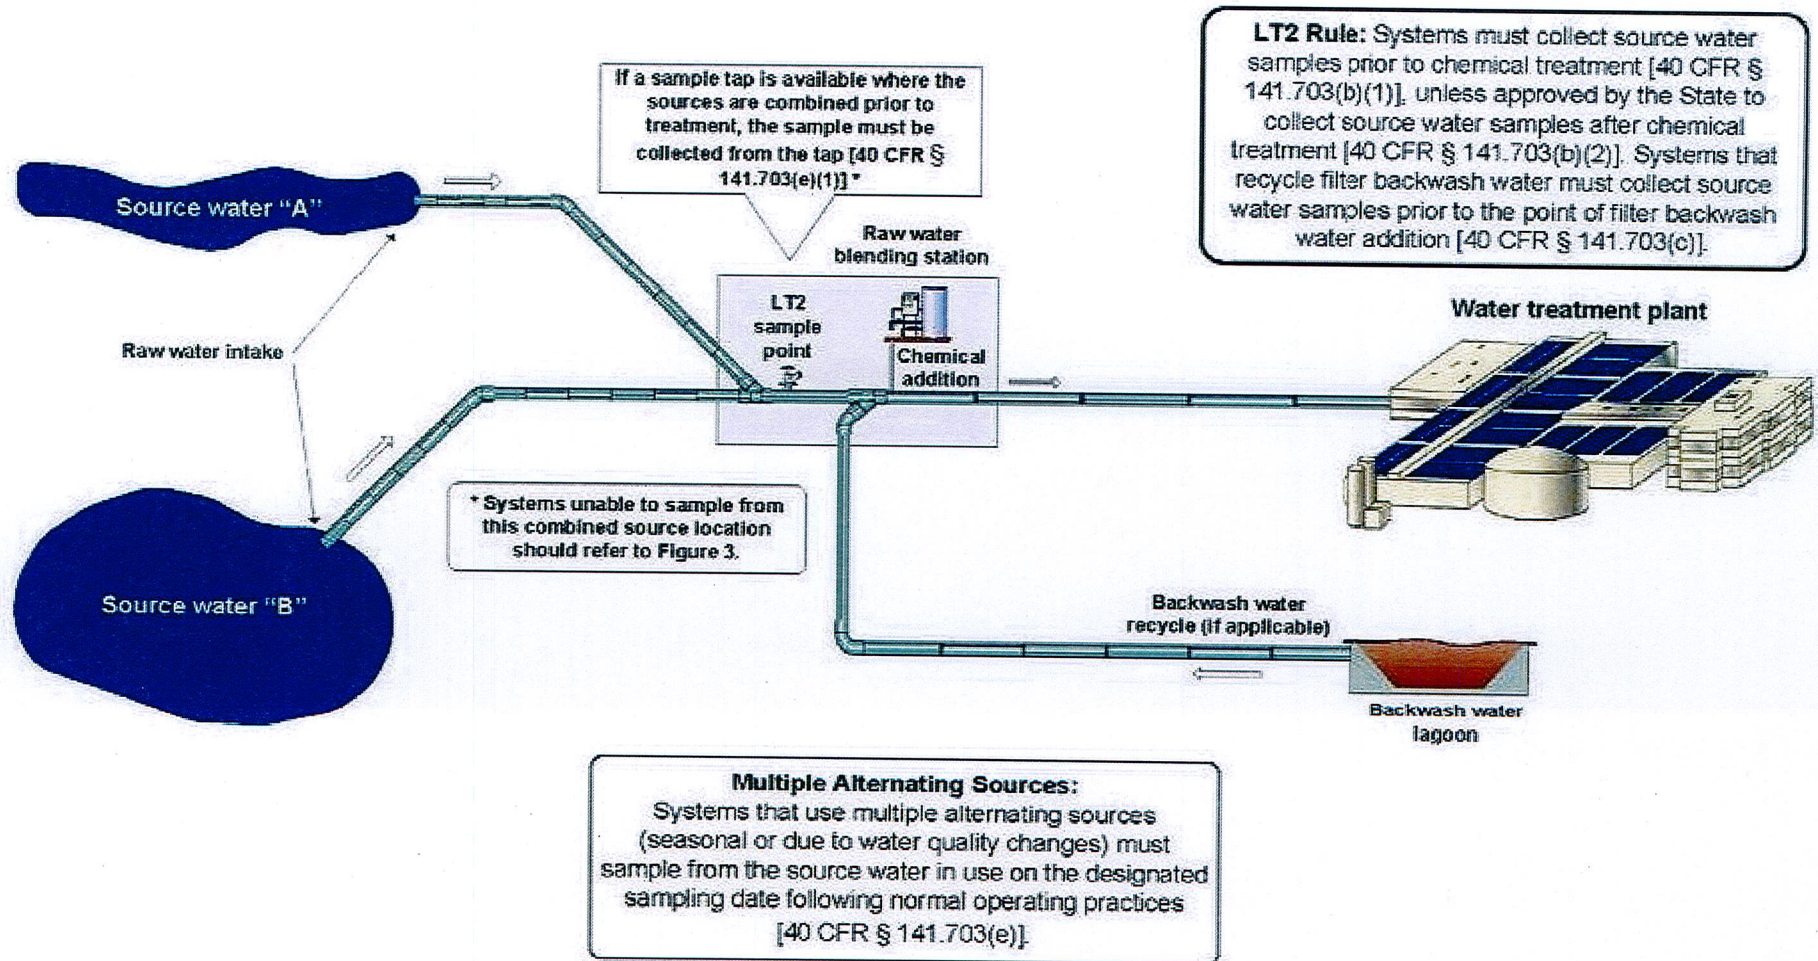 LT2 Rule: Systems must collect source water
samples prior to chemical treatment [40 CFR §
141.703(b)(1)], unless approved by the State to
collect source water samples after chemical
treatment [40 CFR § 141.703(b)(2)]. Systems that
recycle filter backwash water must collect source
water samples prior to the point of filter backwash
water addition [40 CFR § 141.703(c)].
If a sample tap is available where the
sources are combined prior to
treatment, the sample must be
collected from the tap [40 CFR §
141.703(e)(1)] *
Source water “A”
Raw water
blending station
LT2
sample
point
Chemical
addition
Water treatment plant
Raw water intake
* Systems unable to sample from
this combined source location
should refer to Figure 3.
Source water “B”
Backwash water
recycle (if applicable)
Backwash water
lagoon
Multiple Alternating Sources:
Systems that use multiple alternating sources
(seasonal or due to water quality changes) must
sample from the source water in use on the designated
sampling date following normal operating practices
[40 CFR § 141.703(e)].